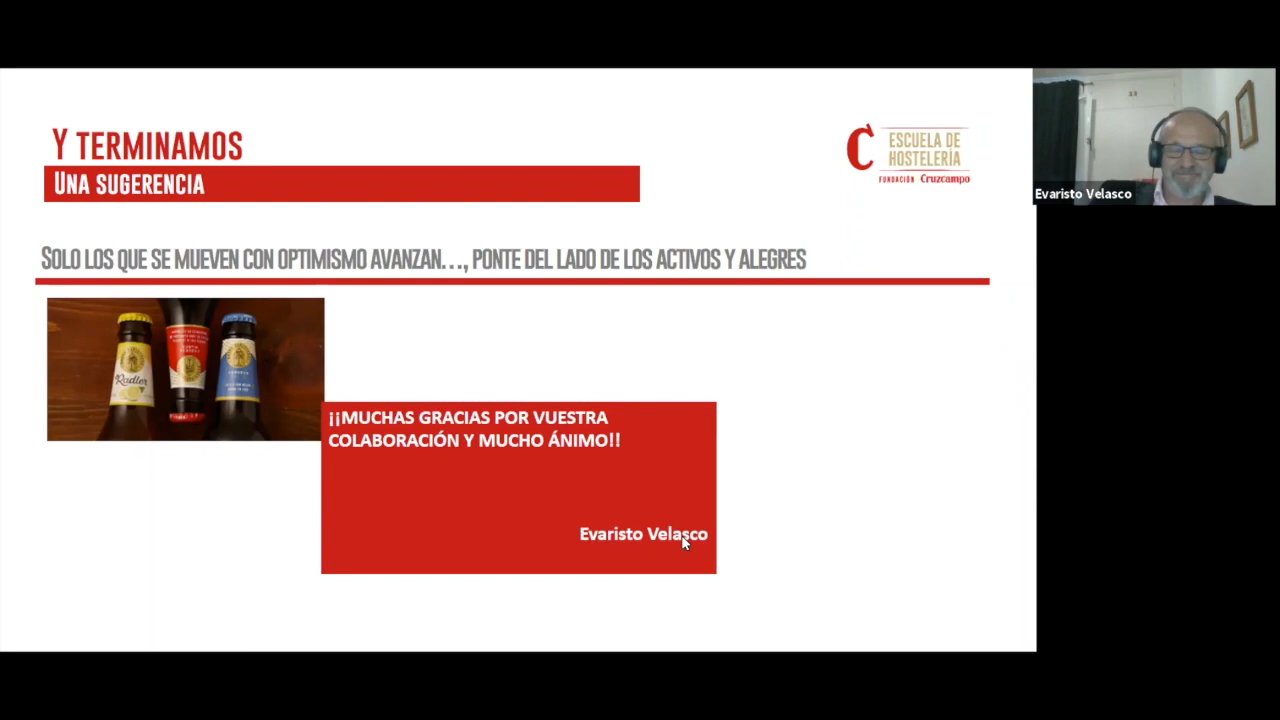 Y TERMINAMOS
UNA SUGERENCIA
C ESCUELA DE
HOSTELERÍA
FUNDACIÓN Cruzcampo
Evaristo Velasco
SOLO LOS QUE SE MUEVEN CON OPTIMISMO AVANZAN..., PONTE DEL LADO DE LOS ACTIVOS Y ALEGRES
Radler
¡¡MUCHAS GRACIAS POR VUESTRA
COLABORACIÓN Y MUCHO ÁNIMO!!
Evaristo Velasco